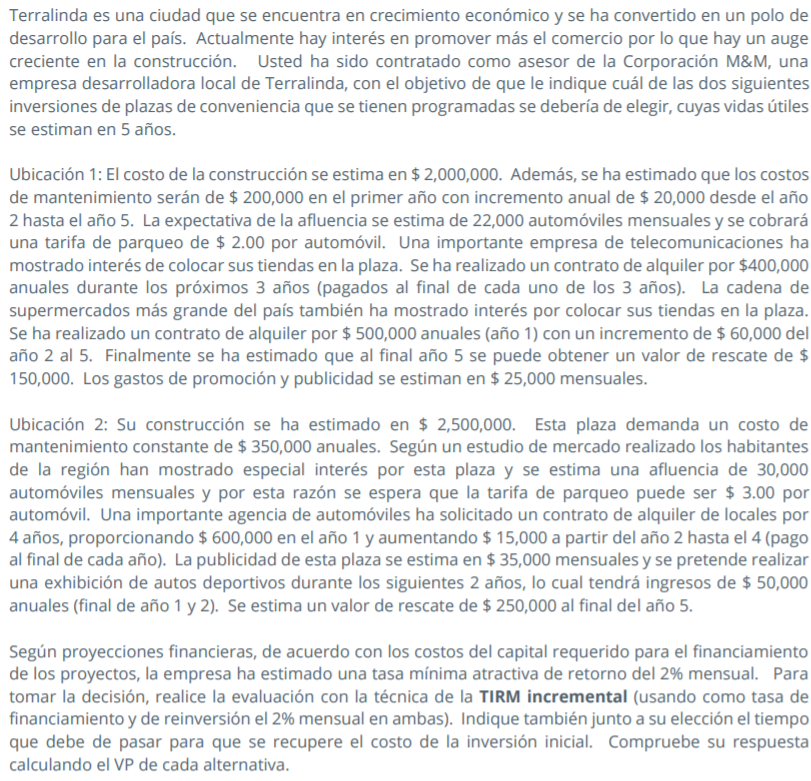 Terralinda es una ciudad que se encuentra en crecimiento económico y se ha convertido en un polo de
desarrollo para el país. Actualmente hay interés en promover más el comercio por lo que hay un auge
creciente en la construcción. Usted ha sido contratado como asesor de la Corporación M&M, una
empresa desarrolladora local de Terralinda, con el objetivo de que le indique cuál de las dos siguientes
inversiones de plazas de conveniencia que se tienen programadas se debería de elegir, cuyas vidas útiles
se estiman en 5 años.

Ubicación 1: El costo de la construcción se estima en $ 2,000,000. Además, se ha estimado que los costos
de mantenimiento serán de $ 200,000 en el primer año con incremento anual de $ 20,000 desde el año
2 hasta el año 5. La expectativa de la afluencia se estima de 22,000 automóviles mensuales y se cobrará
una tarifa de parqueo de $ 2.00 por automóvil. Una importante empresa de telecomunicaciones ha
mostrado interés de colocar sus tiendas en la plaza. Se ha realizado un contrato de alquiler por $400,000
anuales durante los próximos 3 años (pagados al final de cada uno de los 3 años). La cadena de
supermercados más grande del país también ha mostrado interés por colocar sus tiendas en la plaza.
Se ha realizado un contrato de alquiler por $ 500,000 anuales (año 1) con un incremento de $ 60,000 del
año 2 al 5. Finalmente se ha estimado que al final año 5 se puede obtener un valor de rescate de $
150,000. Los gastos de promoción y publicidad se estiman en $ 25,000 mensuales.

Ubicación 2: Su construcción se ha estimado en $ 2,500,000. Esta plaza demanda un costo de
mantenimiento constante de $ 350,000 anuales. Según un estudio de mercado realizado los habitantes
de la región han mostrado especial interés por esta plaza y se estima una afluencia de 30,000
automóviles mensuales y por esta razón se espera que la tarifa de parqueo puede ser $ 3.00 por
automóvil. Una importante agencia de automóviles ha solicitado un contrato de alquiler de locales por
4 años, proporcionando $ 600,000 en el año 1 y aumentando $ 15,000 a partir del año 2 hasta el 4 (pago
al final de cada año). La publicidad de esta plaza se estima en $ 35,000 mensuales y se pretende realizar
una exhibición de autos deportivos durante los siguientes 2 años, lo cual tendrá ingresos de $ 50,000
anuales (final de año 1 y 2). Se estima un valor de rescate de $ 250,000 al final del año 5.

Según proyecciones financieras, de acuerdo con los costos del capital requerido para el financiamiento
de los proyectos, la empresa ha estimado una tasa mínima atractiva de retorno del 2% mensual. Para
tomar la decisión, realice la evaluación con la técnica de la TIRM incremental (usando como tasa de
financiamiento y de reinversión el 2% mensual en ambas). Indique también junto a su elección el tiempo
que debe de pasar para que se recupere el costo de la inversión inicial. Compruebe su respuesta
calculando el VP de cada alternativa.